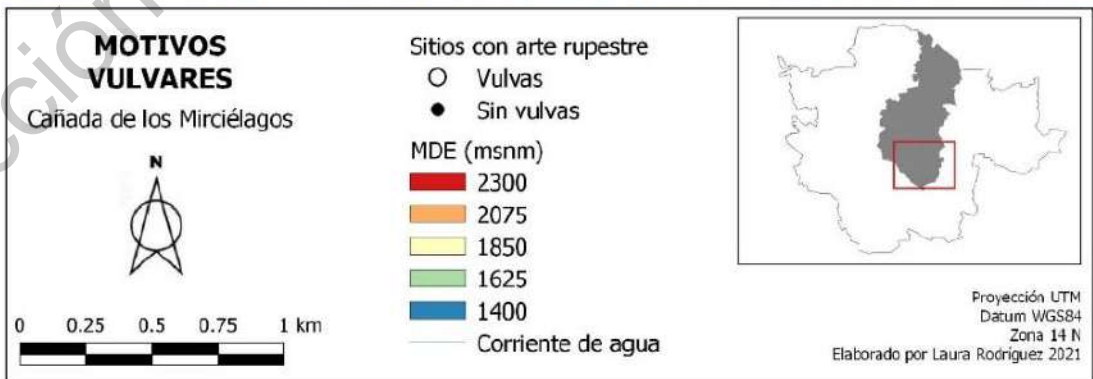 MOTIVOS
VULVARES
Cañada de los Mirciélagos
N
0 0.25 0.5 0.75 1 km
Sitios con arte rupestre
Vulvas
Sin vulvas
MDE (msnm)
2300
2075
1850
1625
1400
Corriente de agua
Proyección UTM
Datum WGS84
Zona 14 N
Elaborado por Laura Rodríguez 2021
cción